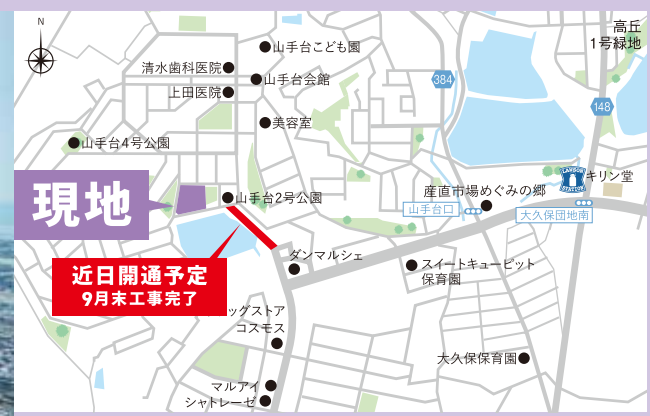 N
高丘
1号緑地
山手台こども園
清水歯科医院
山手台会館
384
上田医院
148
美容室
山手台4号公園
LAWSON
STATION
キリン堂
現地
山手台2号公園
産直市場めぐみの郷
山手台口
大久保団地南
ダンマルシェ
近日開通予定
9月末工事完了
スイートキューピット
保育園
ッグストア
コスモス
大久保保育園
マルアイ
シャトレーゼ